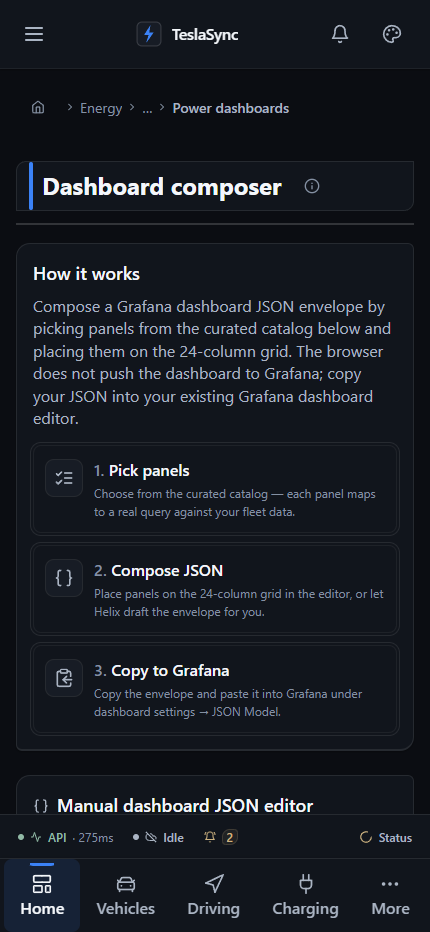 TeslaSync
Energy › ... › Power dashboards
Dashboard composer
How it works
Compose a Grafana dashboard JSON envelope by
picking panels from the curated catalog below and
placing them on the 24-column grid. The browser
does not push the dashboard to Grafana; copy
your JSON into your existing Grafana dashboard
editor.
1. Pick panels
Choose from the curated catalog — each panel maps
to a real query against your fleet data.
2. Compose JSON
Place panels on the 24-column grid in the editor, or let
Helix draft the envelope for you.
3. Copy to Grafana
Copy the envelope and paste it into Grafana under
dashboard settings → JSON Model.
Manual dashboard JSON editor
API · 275ms Idle 2 Status
Home Vehicles Driving Charging More